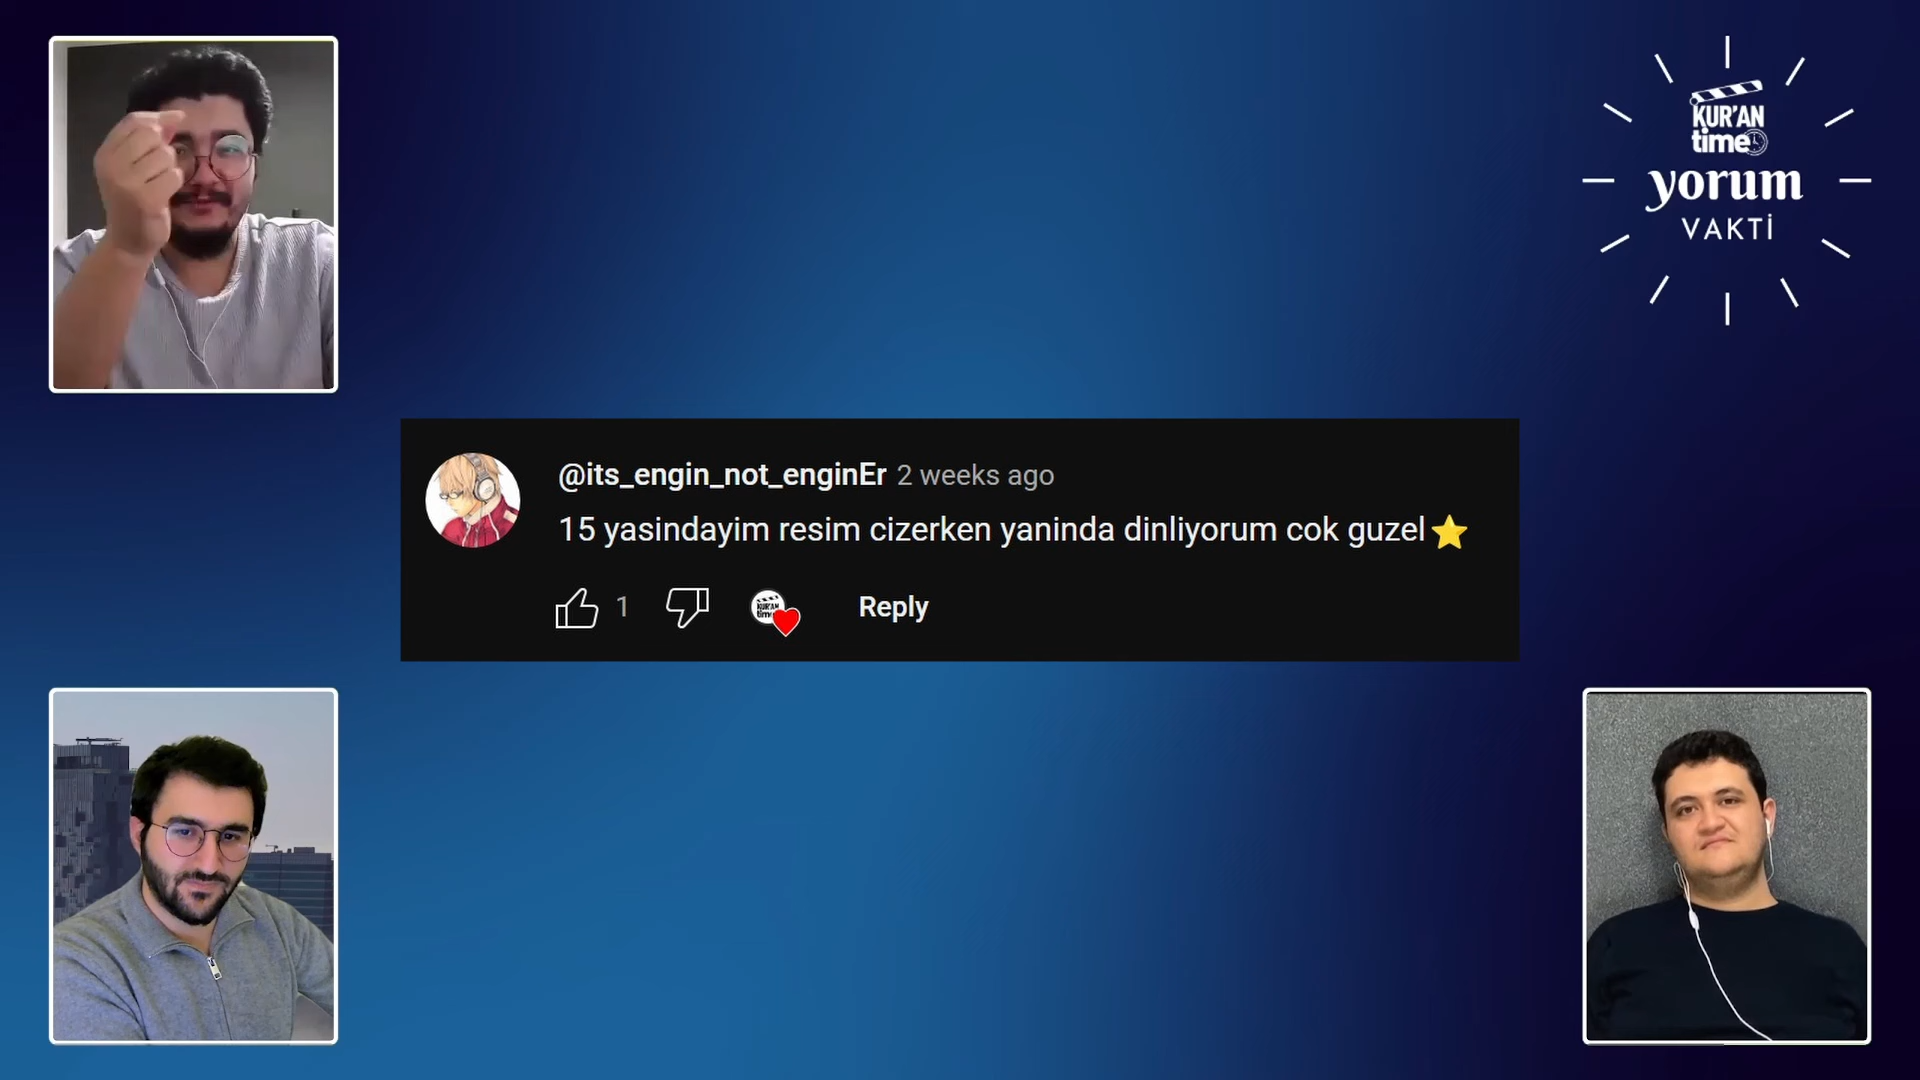 KUR'AN
time
yorum
VAKTİ
@its_engin_not_enginEr 2 weeks ago
15 yasindayim resim cizerken yaninda dinliyorum cok guzel⭐
1 Reply